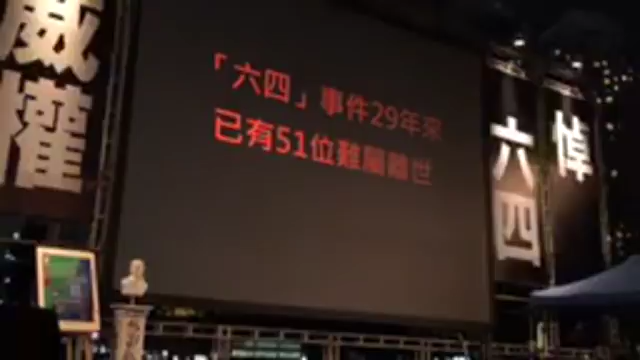 威權
「六四」事件29年來
已有51位難屬離世
悼
六四